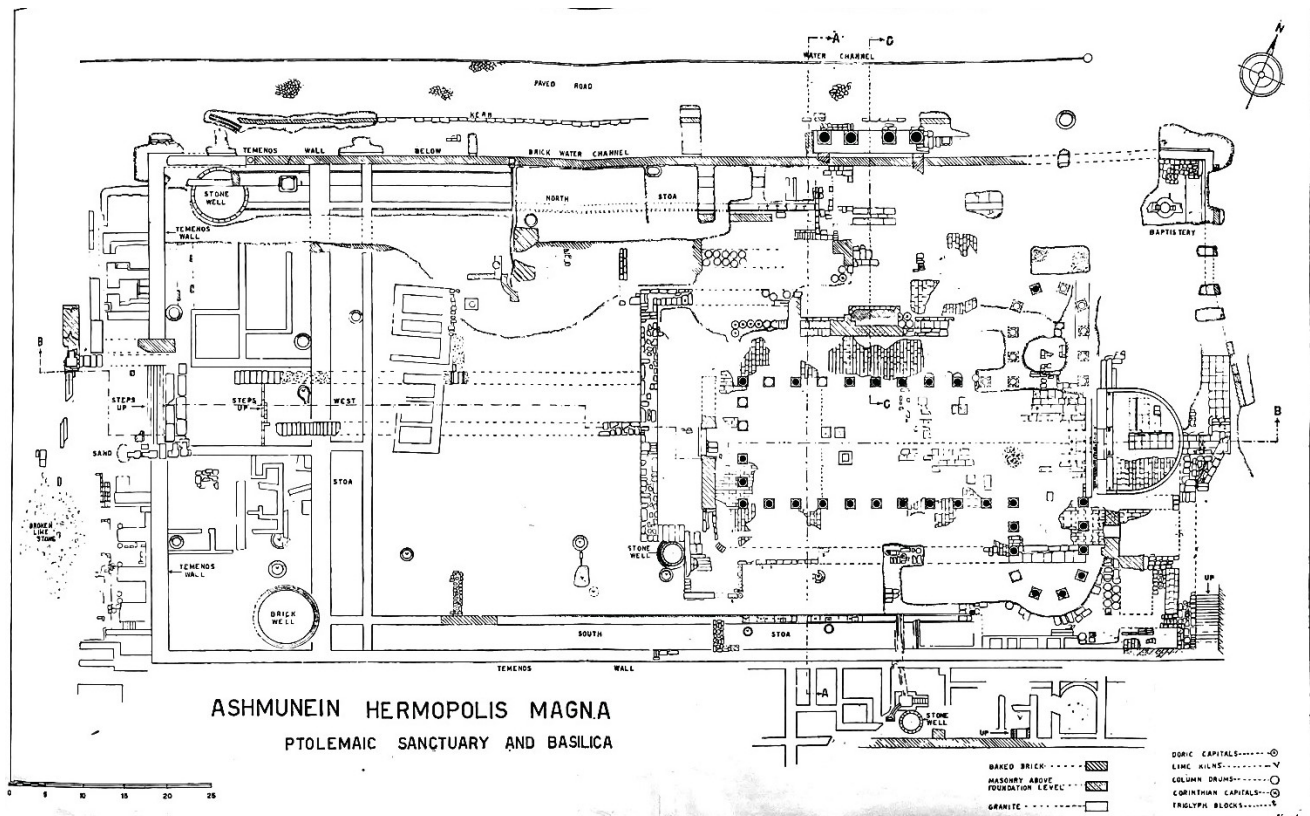 N
A
C
WATER CHANNEL
PAVED ROAD
KERB
TEMENOS WALL BELOW BRICK WATER CHANNEL
STONE WELL
NORTH STOA
BAPTISTERY
TEMENOS WALL
B
STEPS UP
STEPS UP
WEST
C
B
SAND
D
STOA
BROKEN LIME STONE
STONE WELL
TEMENOS WALL
UP
BRICK WELL
SOUTH STOA
TEMENOS WALL
A
STONE WELL
UP
ASHMUNEIN HERMOPOLIS MAGNA
PTOLEMAIC SANCTUARY AND BASILICA
0 5 10 15 20 25
BAKED BRICK
MASONRY ABOVE FOUNDATION LEVEL
GRANITE
DORIC CAPITALS
LIME KILNS
COLUMN DRUMS
CORINTHIAN CAPITALS
TRIGLYPH BLOCKS